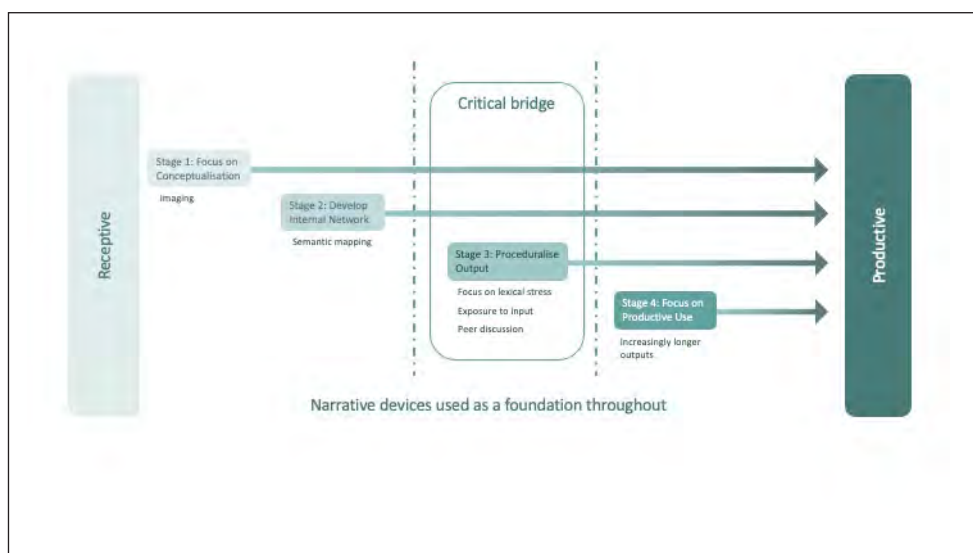 Critical bridge
Receptive
Stage 1: Focus on
Conceptualisation
Imaging
Stage 2: Develop
Internal Network
Semantic mapping
Stage 3: Proceduralise
Output
Focus on lexical stress
Exposure to input
Peer discussion
Stage 4: Focus on
Productive Use
Increasingly longer
outputs
Productive
Narrative devices used as a foundation throughout